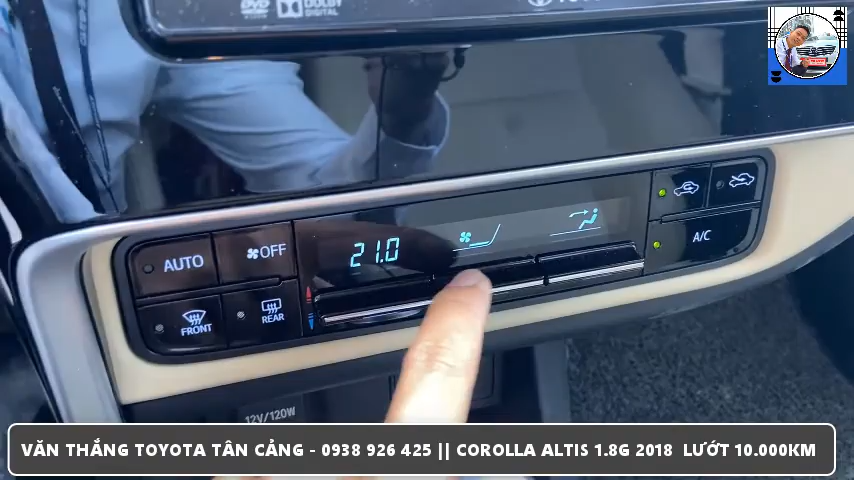 DVD
DOLBY
DIGITAL
21.0
AUTO
OFF
A/C
FRONT
REAR
12V/120W
VĂN THẮNG TOYOTA TÂN CẢNG - 0938 926 425 || COROLLA ALTIS 1.8G 2018 LƯỚT 10.000KM